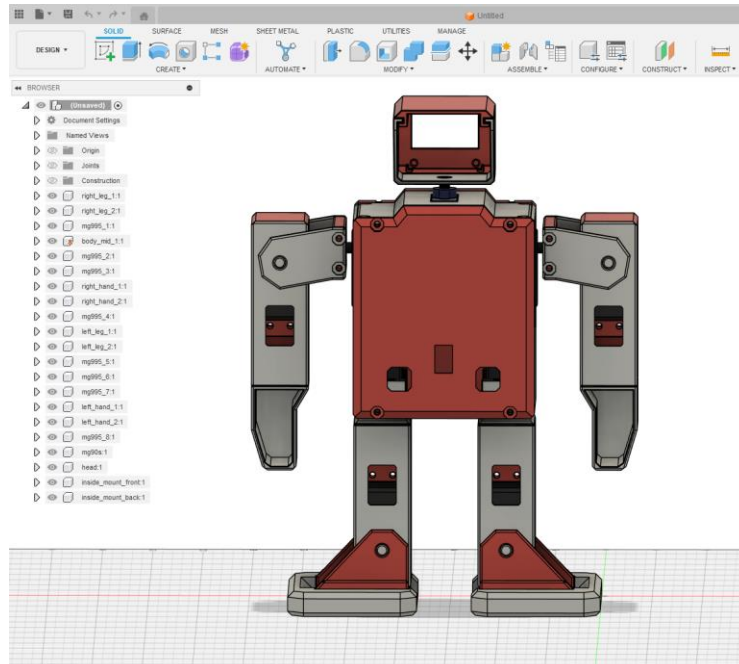 Untitled
SOLID SURFACE MESH SHEET METAL PLASTIC UTILITIES MANAGE
DESIGN ▾
CREATE ▾ AUTOMATE ▾ MODIFY ▾ ASSEMBLE ▾ CONFIGURE ▾ CONSTRUCT ▾ INSPECT ▾
BROWSER
(Unsaved)
Document Settings
Named Views
Origin
Joints
Construction
right_leg_1:1
right_leg_2:1
mg995_1:1
body_mid_1:1
mg995_2:1
mg995_3:1
right_hand_1:1
right_hand_2:1
mg995_4:1
left_leg_1:1
left_leg_2:1
mg995_5:1
mg995_6:1
mg995_7:1
left_hand_1:1
left_hand_2:1
mg995_8:1
mg90s:1
head:1
inside_mount_front:1
inside_mount_back:1